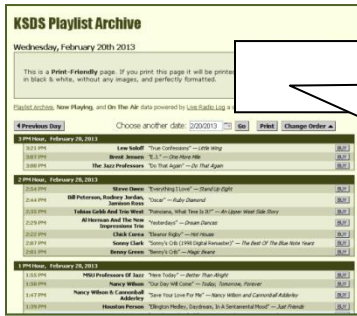 KSDS Playlist Archive
Wednesday, February 20th 2013
This is a Print-Friendly page. If you print this page it will be printed
in black & white, without any images, and perfectly formatted.
Playlist Archive, Now Playing, and On The Air data powered by Live Radio Log a
Previous Day Choose another date: 2/20/2013 Go Print Change Order
3 PM Hour, February 20, 2013
3:21 PM Lew Soloff "True Confessions" — Little Wing BUY
3:07 PM Brent Jensen "E.S." — One More Mile BUY
3:00 PM The Jazz Professors "Do That Again" — Do That Again BUY
2 PM Hour, February 20, 2013
2:54 PM Steve Owen "Everything I Love" — Stand Up Eight BUY
2:44 PM Bill Peterson, Rodney Jordan, "Oscar" — Ruby Diamond BUY
2:35 PM Tobias Gebb And Trio West "Panosiana, What Time Is It?" — An Upper West Side Story BUY
2:29 PM Al Hermon And The New "Yesterdays" — Dream Dances BUY
Impressions Trio
2:22 PM Chick Corea "Eleanor Rigby" — Hot House BUY
2:07 PM Sonny Clark "Sonny's Crib (1998 Digital Remaster)" — The Best Of The Blue Note Years BUY
2:01 PM Benny Green "Benny's Crib" — Magic Beans BUY
1 PM Hour, February 20, 2013
1:55 PM MSU Professors Of Jazz "Here Today" — Better Than Alright BUY
1:50 PM Nancy Wilson "Our Day Will Come" — Today, Tomorrow, Forever BUY
1:47 PM Nancy Wilson & Cannonball "Save Your Love For Me" — Nancy Wilson and Cannonball Adderley BUY
Adderley
1:39 PM Houston Person "Ellington Medley, Daydream, In A Sentimental Mood" — Just Friends BUY